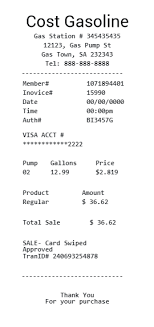 Cost Gasoline
Gas Station # 345435435
12123, Gas Pump St
Gas Town, SA 232343
Tel: 888-888-8888
------------------------
Member# 1071894401
Inovice# 15990
Date 00/00/0000
Time 00:00pm
Auth# BI3457G
VISA ACCT #
************2222
Pump Gallons Price
02 12.99 $2.819
Product Amount
Regular $ 36.62
Total Sale $ 36.62
SALE- Card Swiped
Approved
TranID# 240693254878
------------------------
Thank You
For your purchase